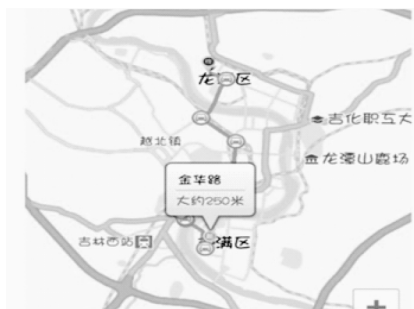 龙 区
吉化职工大
越北镇
金龙潭山鹿场
金华路
大约250米
吉林西站
满区